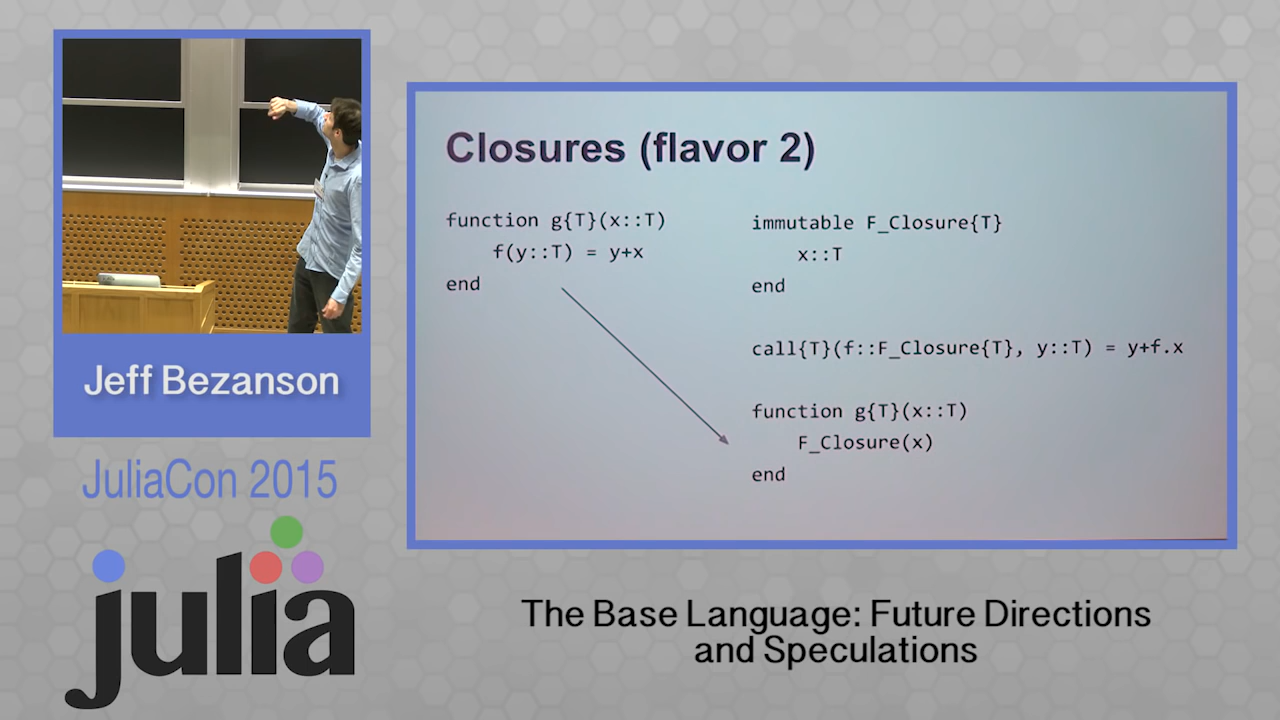 Closures (flavor 2)
function g{T}(x::T)
    f(y::T) = y+x
end
immutable F_Closure{T}
    x::T
end
call{T}(f::F_Closure{T}, y::T) = y+f.x
function g{T}(x::T)
    F_Closure(x)
end
Jeff Bezanson
JuliaCon 2015
julia
The Base Language: Future Directions
and Speculations